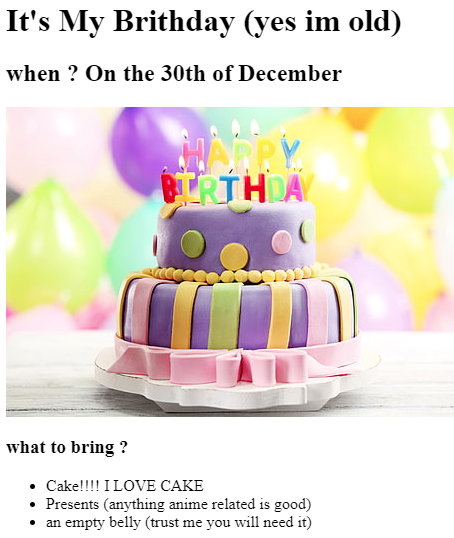 It's My Brithday (yes im old)
when ? On the 30th of December
HAPPY
BIRTHDAY
what to bring ?
Cake!!!! I LOVE CAKE
Presents (anything anime related is good)
an empty belly (trust me you will need it)